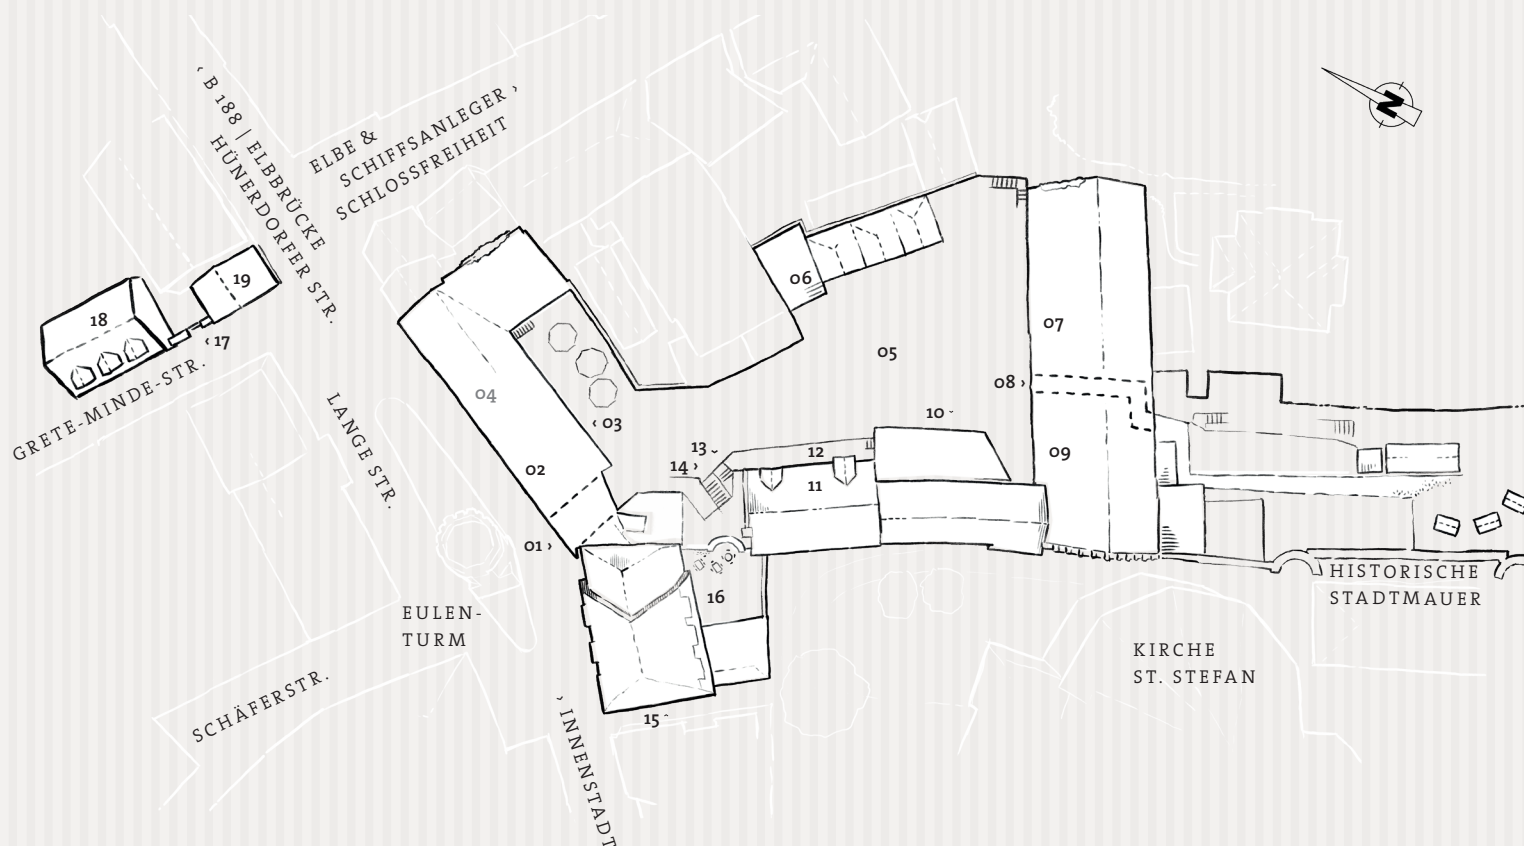 ‹ B 188 | ELBBRÜCKE
HÜNERDORFER STR.
ELBE &
SCHIFFSANLEGER ›
SCHLOSSFREIHEIT
N
19
18
‹ 17
GRETE-MINDE-STR.
LANGE STR.
06
07
05
08 ›
04
‹ 03
10 ˇ
13 ˇ
12
14 ›
09
02
11
01 ›
16
EULEN-
TURM
HISTORISCHE
STADTMAUER
KIRCHE
ST. STEFAN
SCHÄFERSTR.
15 ˆ
› INNENSTADT